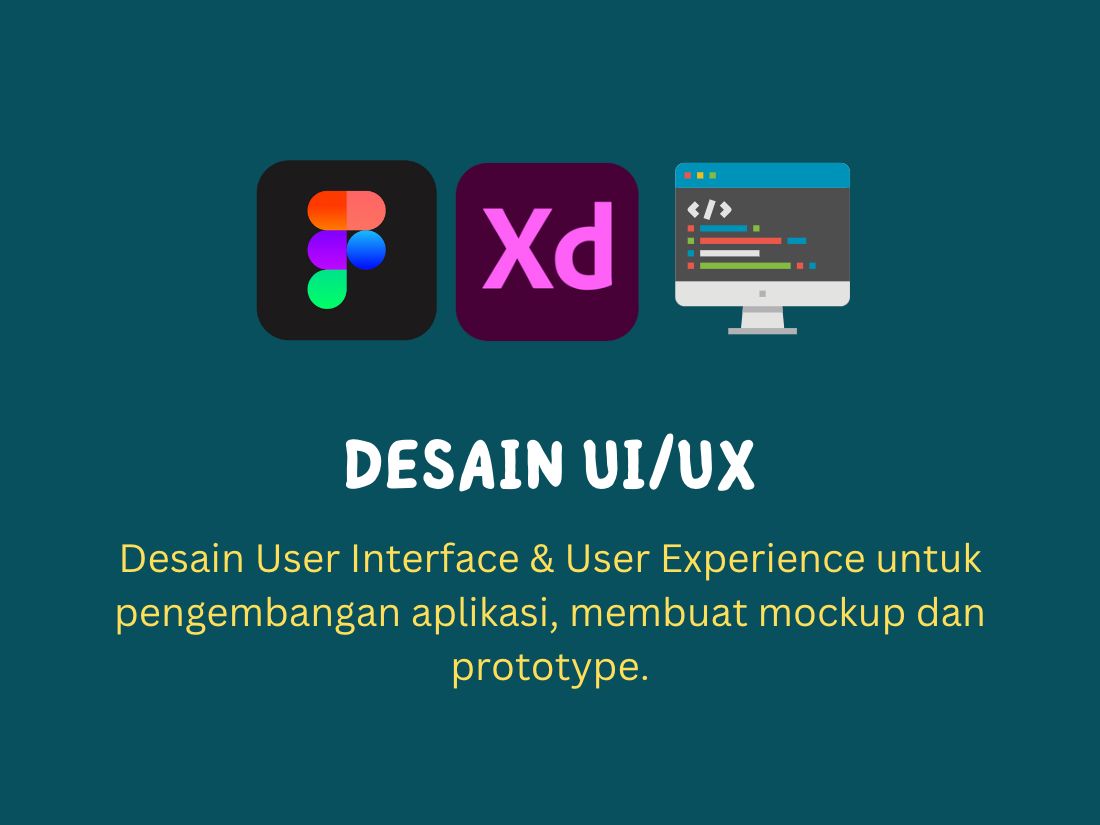 Xd
</>
DESAIN UI/UX
Desain User Interface & User Experience untuk
pengembangan aplikasi, membuat mockup dan
prototype.